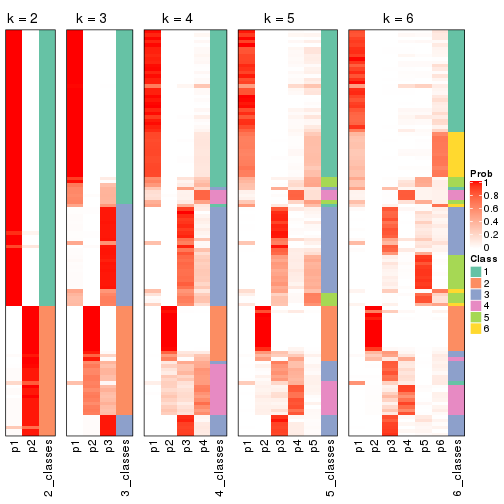 k = 2
k = 3
k = 4
k = 5
k = 6
Prob
1
0.8
0.6
0.4
0.2
0
Class
1
2
3
4
5
6
p1
p2
2_classes
p1
p2
p3
3_classes
p1
p2
p3
p4
4_classes
p1
p2
p3
p4
p5
5_classes
p1
p2
p3
p4
p5
p6
6_classes